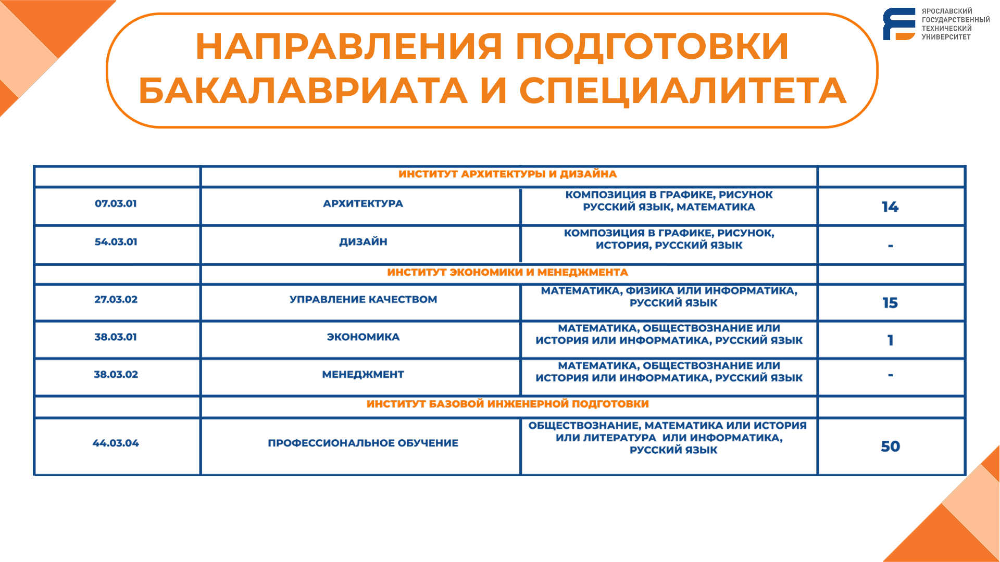 ЯРОСЛАВСКИЙ
ГОСУДАРСТВЕННЫЙ
ТЕХНИЧЕСКИЙ
УНИВЕРСИТЕТ
НАПРАВЛЕНИЯ ПОДГОТОВКИ
БАКАЛАВРИАТА И СПЕЦИАЛИТЕТА
ИНСТИТУТ АРХИТЕКТУРЫ И ДИЗАЙНА
07.03.01
АРХИТЕКТУРА
КОМПОЗИЦИЯ В ГРАФИКЕ, РИСУНОК
РУССКИЙ ЯЗЫК, МАТЕМАТИКА
14
54.03.01
ДИЗАЙН
КОМПОЗИЦИЯ В ГРАФИКЕ, РИСУНОК,
ИСТОРИЯ, РУССКИЙ ЯЗЫК
-
ИНСТИТУТ ЭКОНОМИКИ И МЕНЕДЖМЕНТА
27.03.02
УПРАВЛЕНИЕ КАЧЕСТВОМ
МАТЕМАТИКА, ФИЗИКА ИЛИ ИНФОРМАТИКА,
РУССКИЙ ЯЗЫК
15
38.03.01
ЭКОНОМИКА
МАТЕМАТИКА, ОБЩЕСТВОЗНАНИЕ ИЛИ
ИСТОРИЯ ИЛИ ИНФОРМАТИКА, РУССКИЙ ЯЗЫК
1
38.03.02
МЕНЕДЖМЕНТ
МАТЕМАТИКА, ОБЩЕСТВОЗНАНИЕ ИЛИ
ИСТОРИЯ ИЛИ ИНФОРМАТИКА, РУССКИЙ ЯЗЫК
-
ИНСТИТУТ БАЗОВОЙ ИНЖЕНЕРНОЙ ПОДГОТОВКИ
44.03.04
ПРОФЕССИОНАЛЬНОЕ ОБУЧЕНИЕ
ОБЩЕСТВОЗНАНИЕ, МАТЕМАТИКА ИЛИ ИСТОРИЯ
ИЛИ ЛИТЕРАТУРА ИЛИ ИНФОРМАТИКА,
РУССКИЙ ЯЗЫК
50